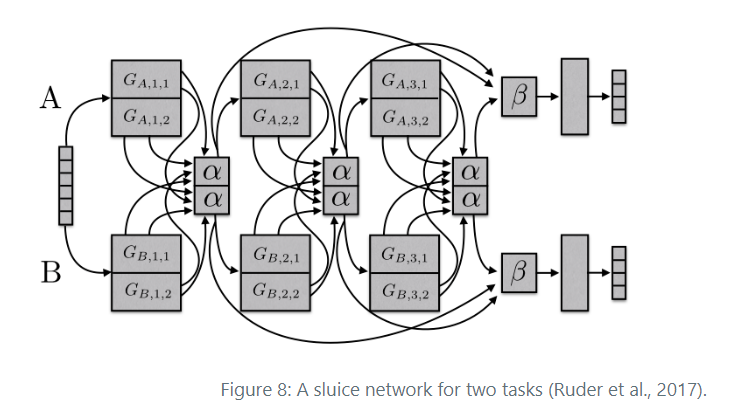 A
G_{A,1,1}
G_{A,1,2}
G_{A,2,1}
G_{A,2,2}
G_{A,3,1}
G_{A,3,2}
β
α
α
α
α
α
α
B
G_{B,1,1}
G_{B,1,2}
G_{B,2,1}
G_{B,2,2}
G_{B,3,1}
G_{B,3,2}
β
Figure 8: A sluice network for two tasks (Ruder et al., 2017).